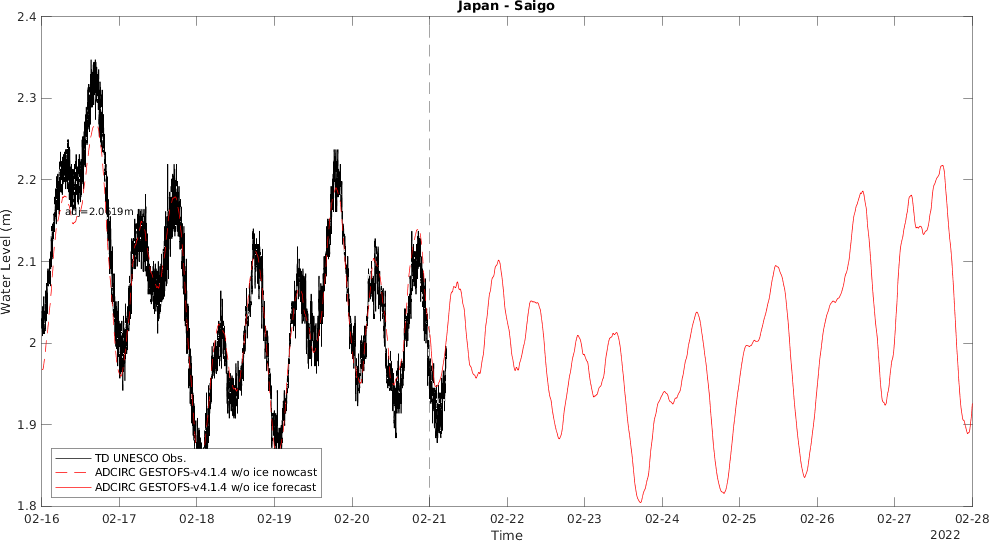 Japan - Saigo
2.4
2.3
2.2
2.1
2
1.9
1.8
Water Level (m)
adj=2.0619m
TD UNESCO Obs.
ADCIRC GESTOFS-v4.1.4 w/o ice nowcast
ADCIRC GESTOFS-v4.1.4 w/o ice forecast
02-16 02-17 02-18 02-19 02-20 02-21 02-22 02-23 02-24 02-25 02-26 02-27 02-28
Time
2022